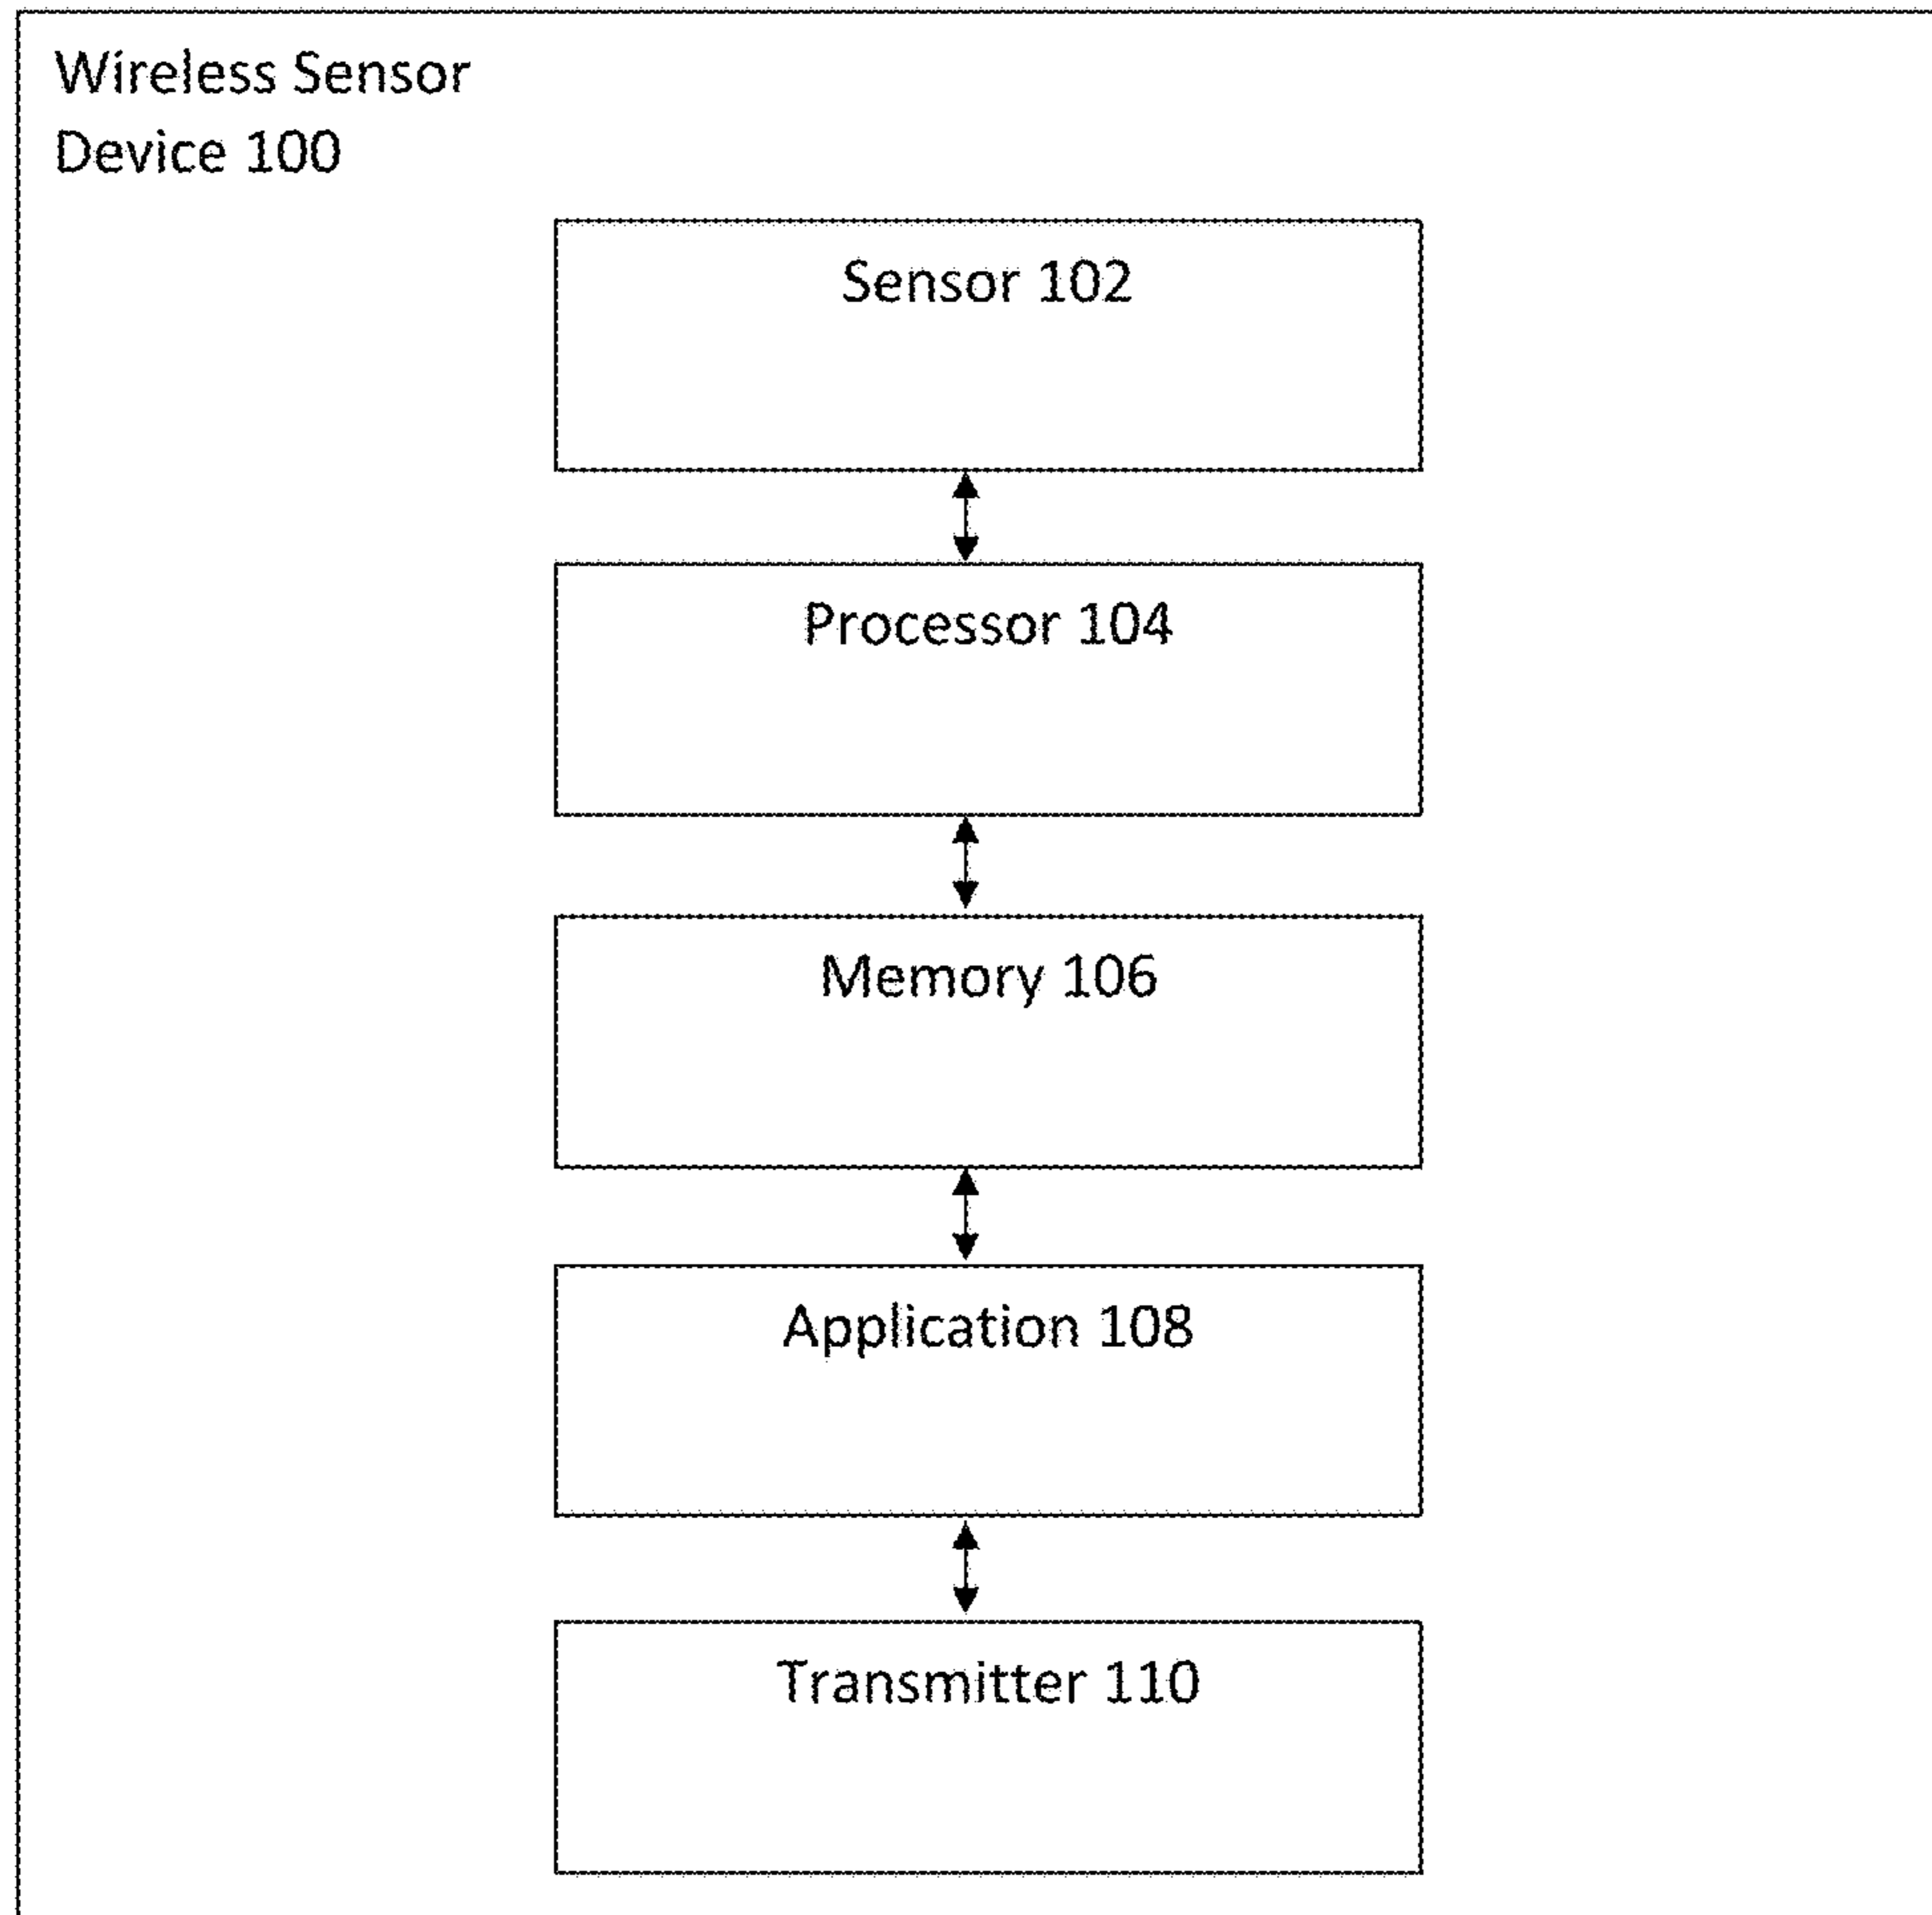 Wireless Sensor
Device 100
Sensor 102
Processor 104
Memory 106
Application 108
Transmitter 110